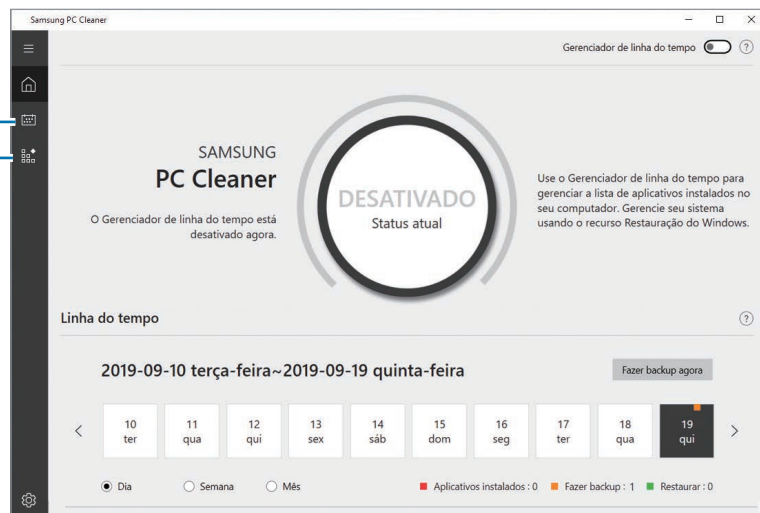 Samsung PC Cleaner
Gerenciador de linha do tempo ?
SAMSUNG
PC Cleaner
O Gerenciador de linha do tempo está
desativado agora.
DESATIVADO
Status atual
Use o Gerenciador de linha do tempo para
gerenciar a lista de aplicativos instalados no
seu computador. Gerencie seu sistema
usando o recurso Restauração do Windows.
Linha do tempo ?
2019-09-10 terça-feira~2019-09-19 quinta-feira
Fazer backup agora
10 11 12 13 14 15 16 17 18 19
ter qua qui sex sáb dom seg ter qua qui
Dia Semana Mês Aplicativos instalados : 0 Fazer backup : 1 Restaurar : 0